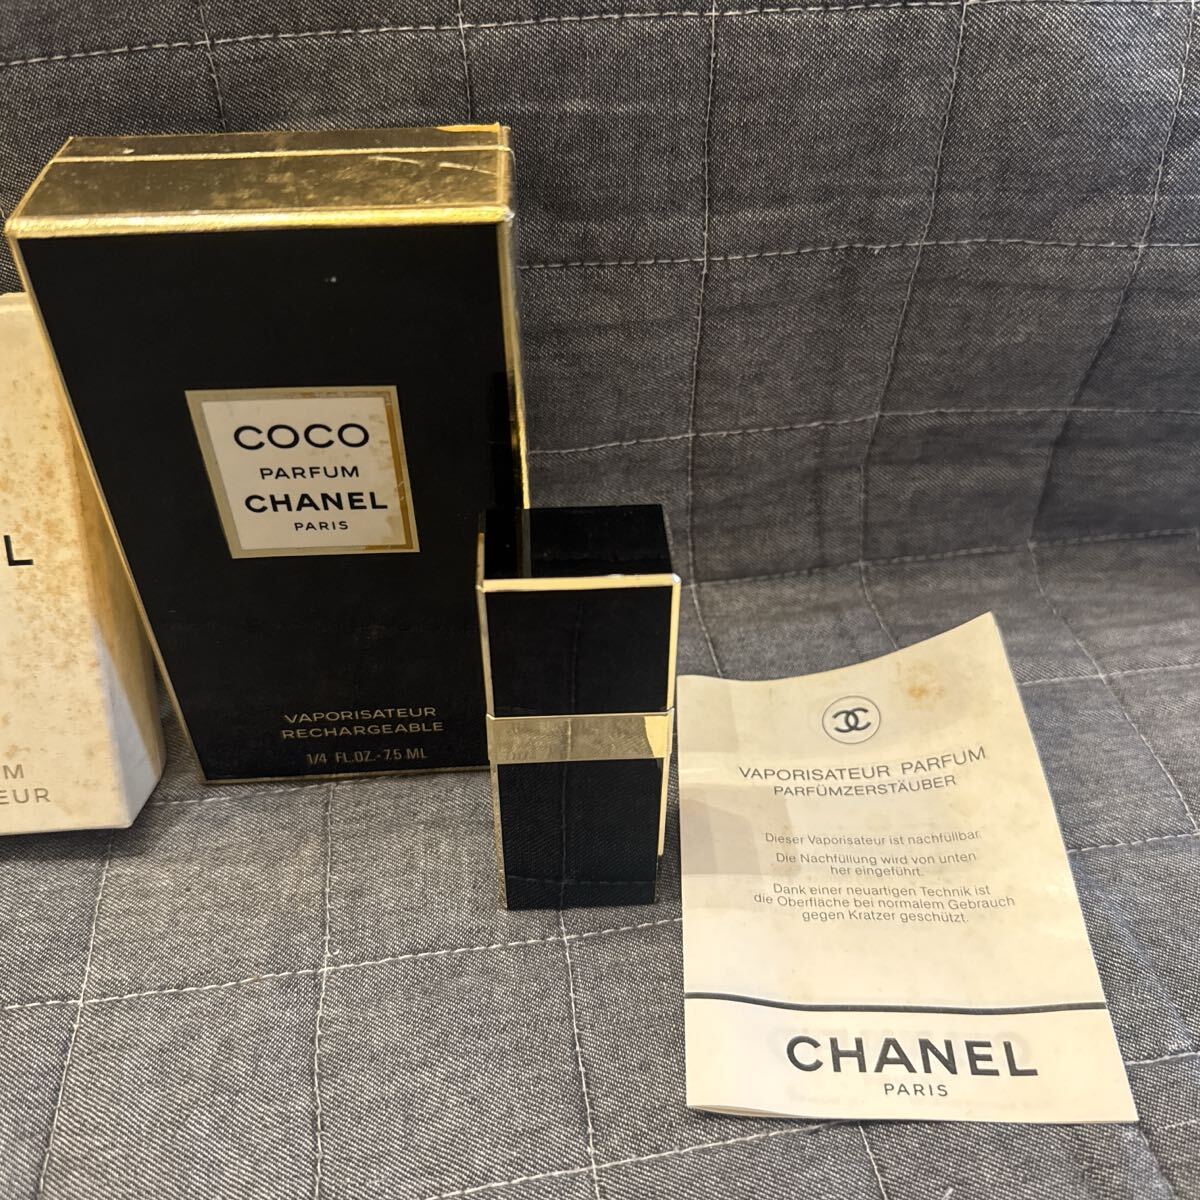 COCO
PARFUM
CHANEL
PARIS
VAPORISATEUR
RECHARGEABLE
1/4 FL.OZ.-7.5 ML
L
M
EUR
VAPORISATEUR PARFUM
PARFÜMZERSTÄUBER
Dieser Vaporisateur ist nachfüllbar.
Die Nachfüllung wird von unten
her eingeführt.
Dank einer neuartigen Technik ist
die Oberfläche bei normalem Gebrauch
gegen Kratzer geschützt.
CHANEL
PARIS